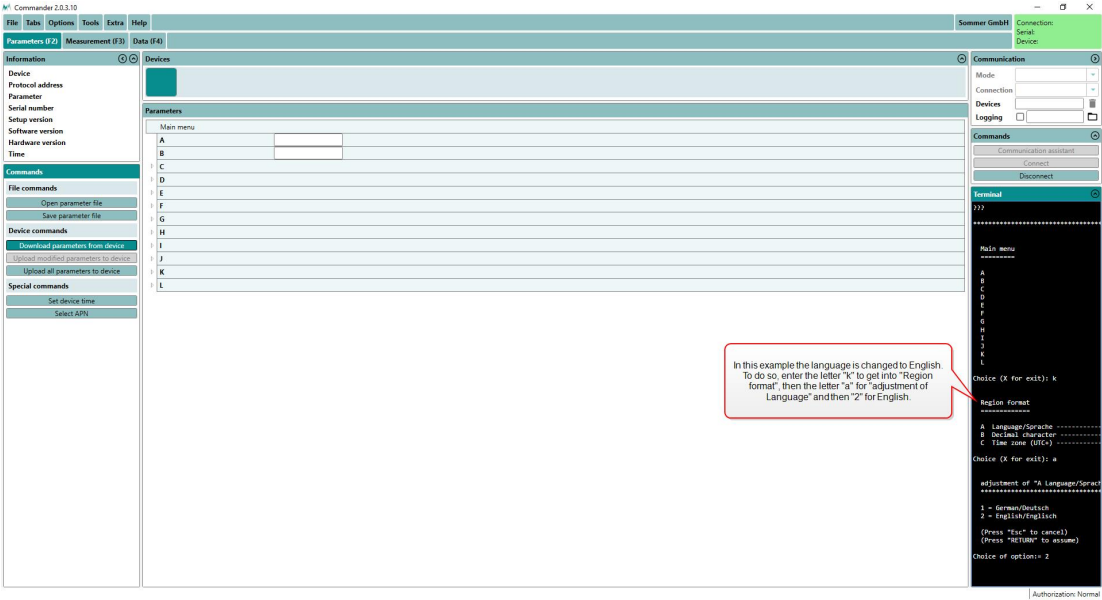 Commander 2.0.3.10
File Tabs Options Tools Extra Help
Sommer GmbH
Connection:
Serial:
Device:
Parameters (F2) Measurement (F3) Data (F4)
Information
Device
Protocol address
Parameter
Serial number
Setup version
Software version
Hardware version
Time
Commands
File commands
Open parameter file
Save parameter file
Device commands
Download parameters from device
Upload modified parameters to device
Upload all parameters to device
Special commands
Set device time
Select APN
Devices
Parameters
Main menu
A
B
C
D
E
F
G
H
I
J
K
L
In this example the language is changed to English.
To do so, enter the letter "k" to get into "Region
format", then the letter "a" for "adjustment of
Language" and then "2" for English.
Communication
Mode
Connection
Devices
Logging
Commands
Communication assistant
Connect
Disconnect
Terminal
???
************************************
Main menu
=========
A
B
C
D
E
F
G
H
I
J
K
L
Choice (X for exit): k
Region format
=============
A Language/Sprache -----------
B Decimal character ----------
C Time zone (UTC+) -----------
Choice (X for exit): a
adjustment of "A Language/Sprach
********************************
1 = German/Deutsch
2 = English/Englisch
(Press "Esc" to cancel)
(Press "RETURN" to assume)
Choice of option:= 2
Authorization: Normal